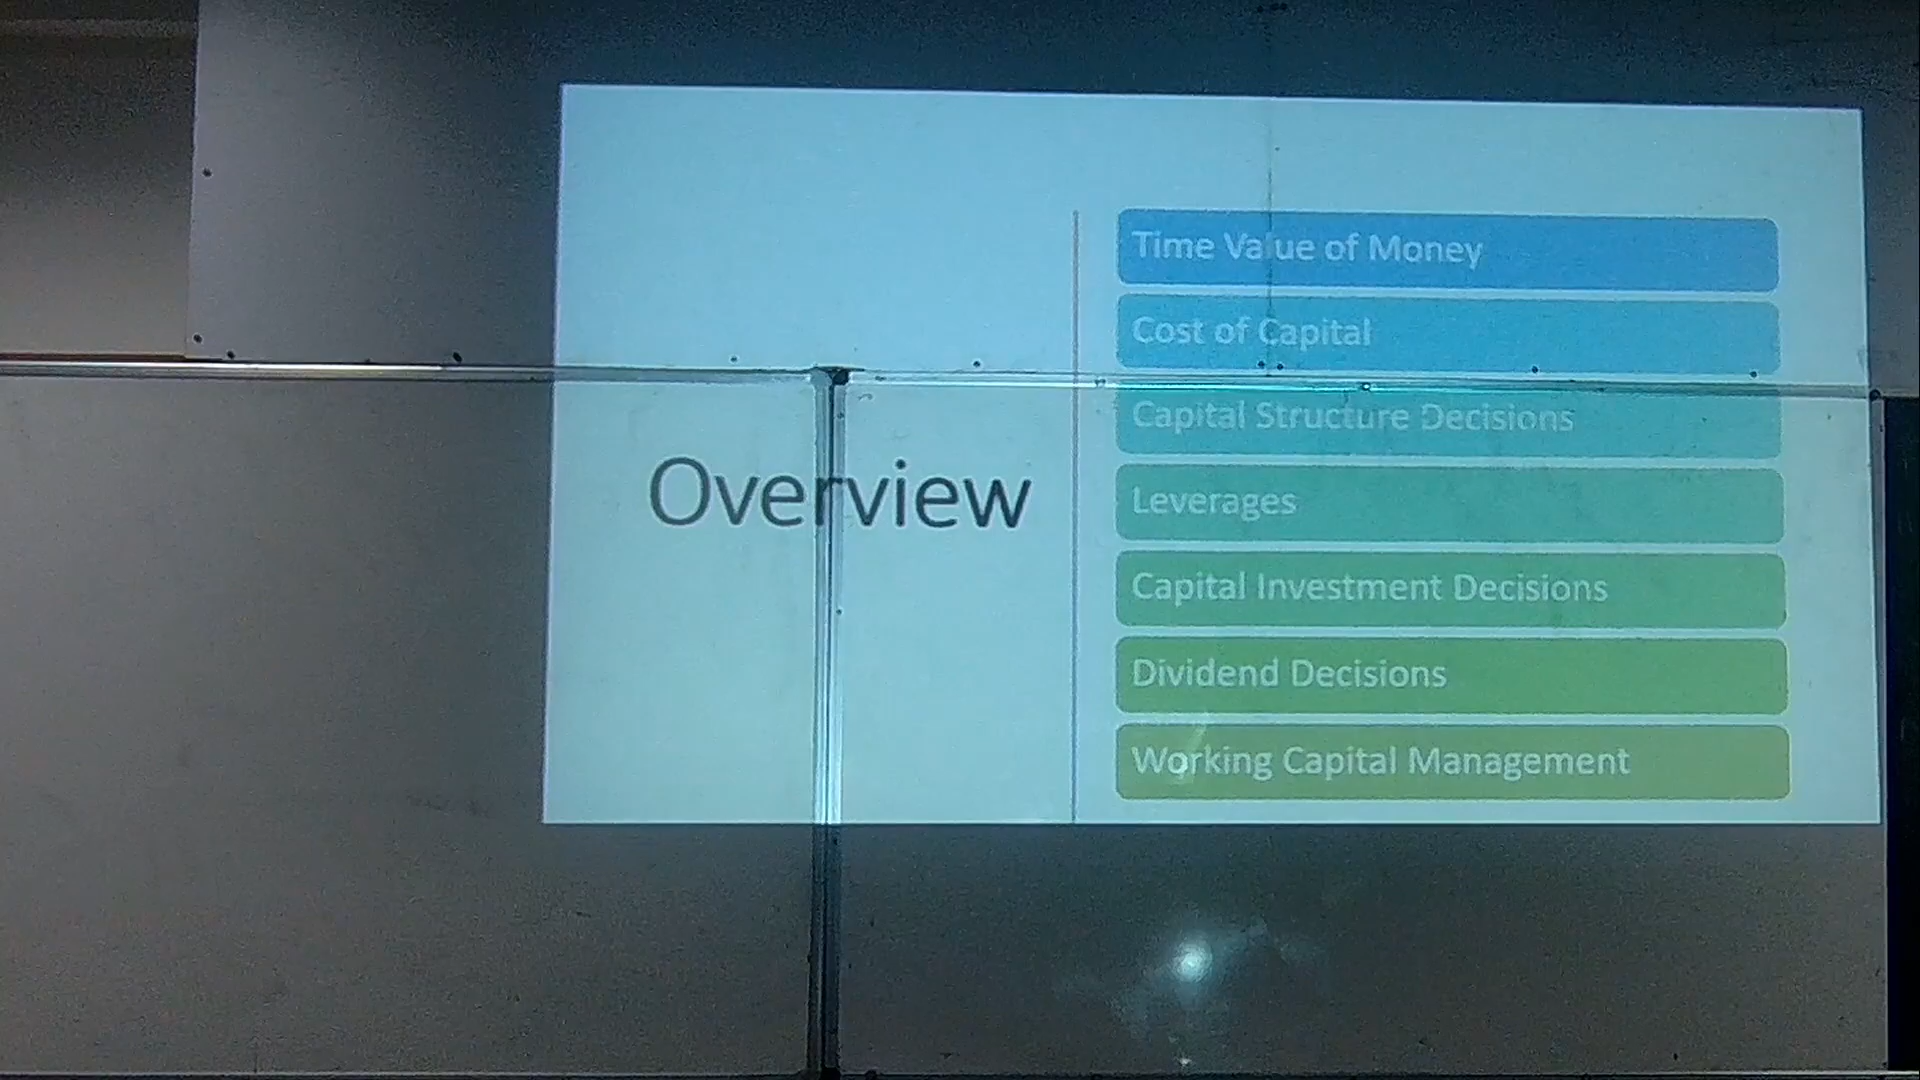 Overview
Time Value of Money
Cost of Capital
Capital Structure Decisions
Leverages
Capital Investment Decisions
Dividend Decisions
Working Capital Management